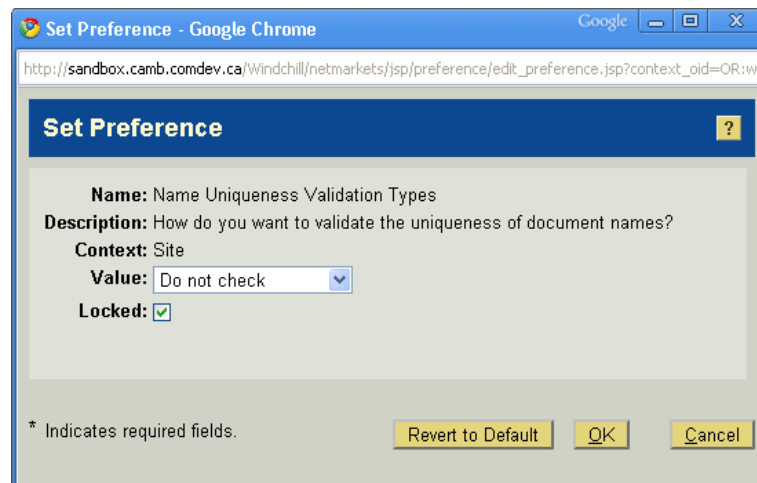 Set Preference - Google Chrome Google
http://sandbox.camb.comdev.ca/Windchill/netmarkets/jsp/preference/edit_preference.jsp?context_oid=OR:w
Set Preference ?
Name: Name Uniqueness Validation Types
Description: How do you want to validate the uniqueness of document names?
Context: Site
Value: Do not check
Locked:
* Indicates required fields. Revert to Default OK Cancel